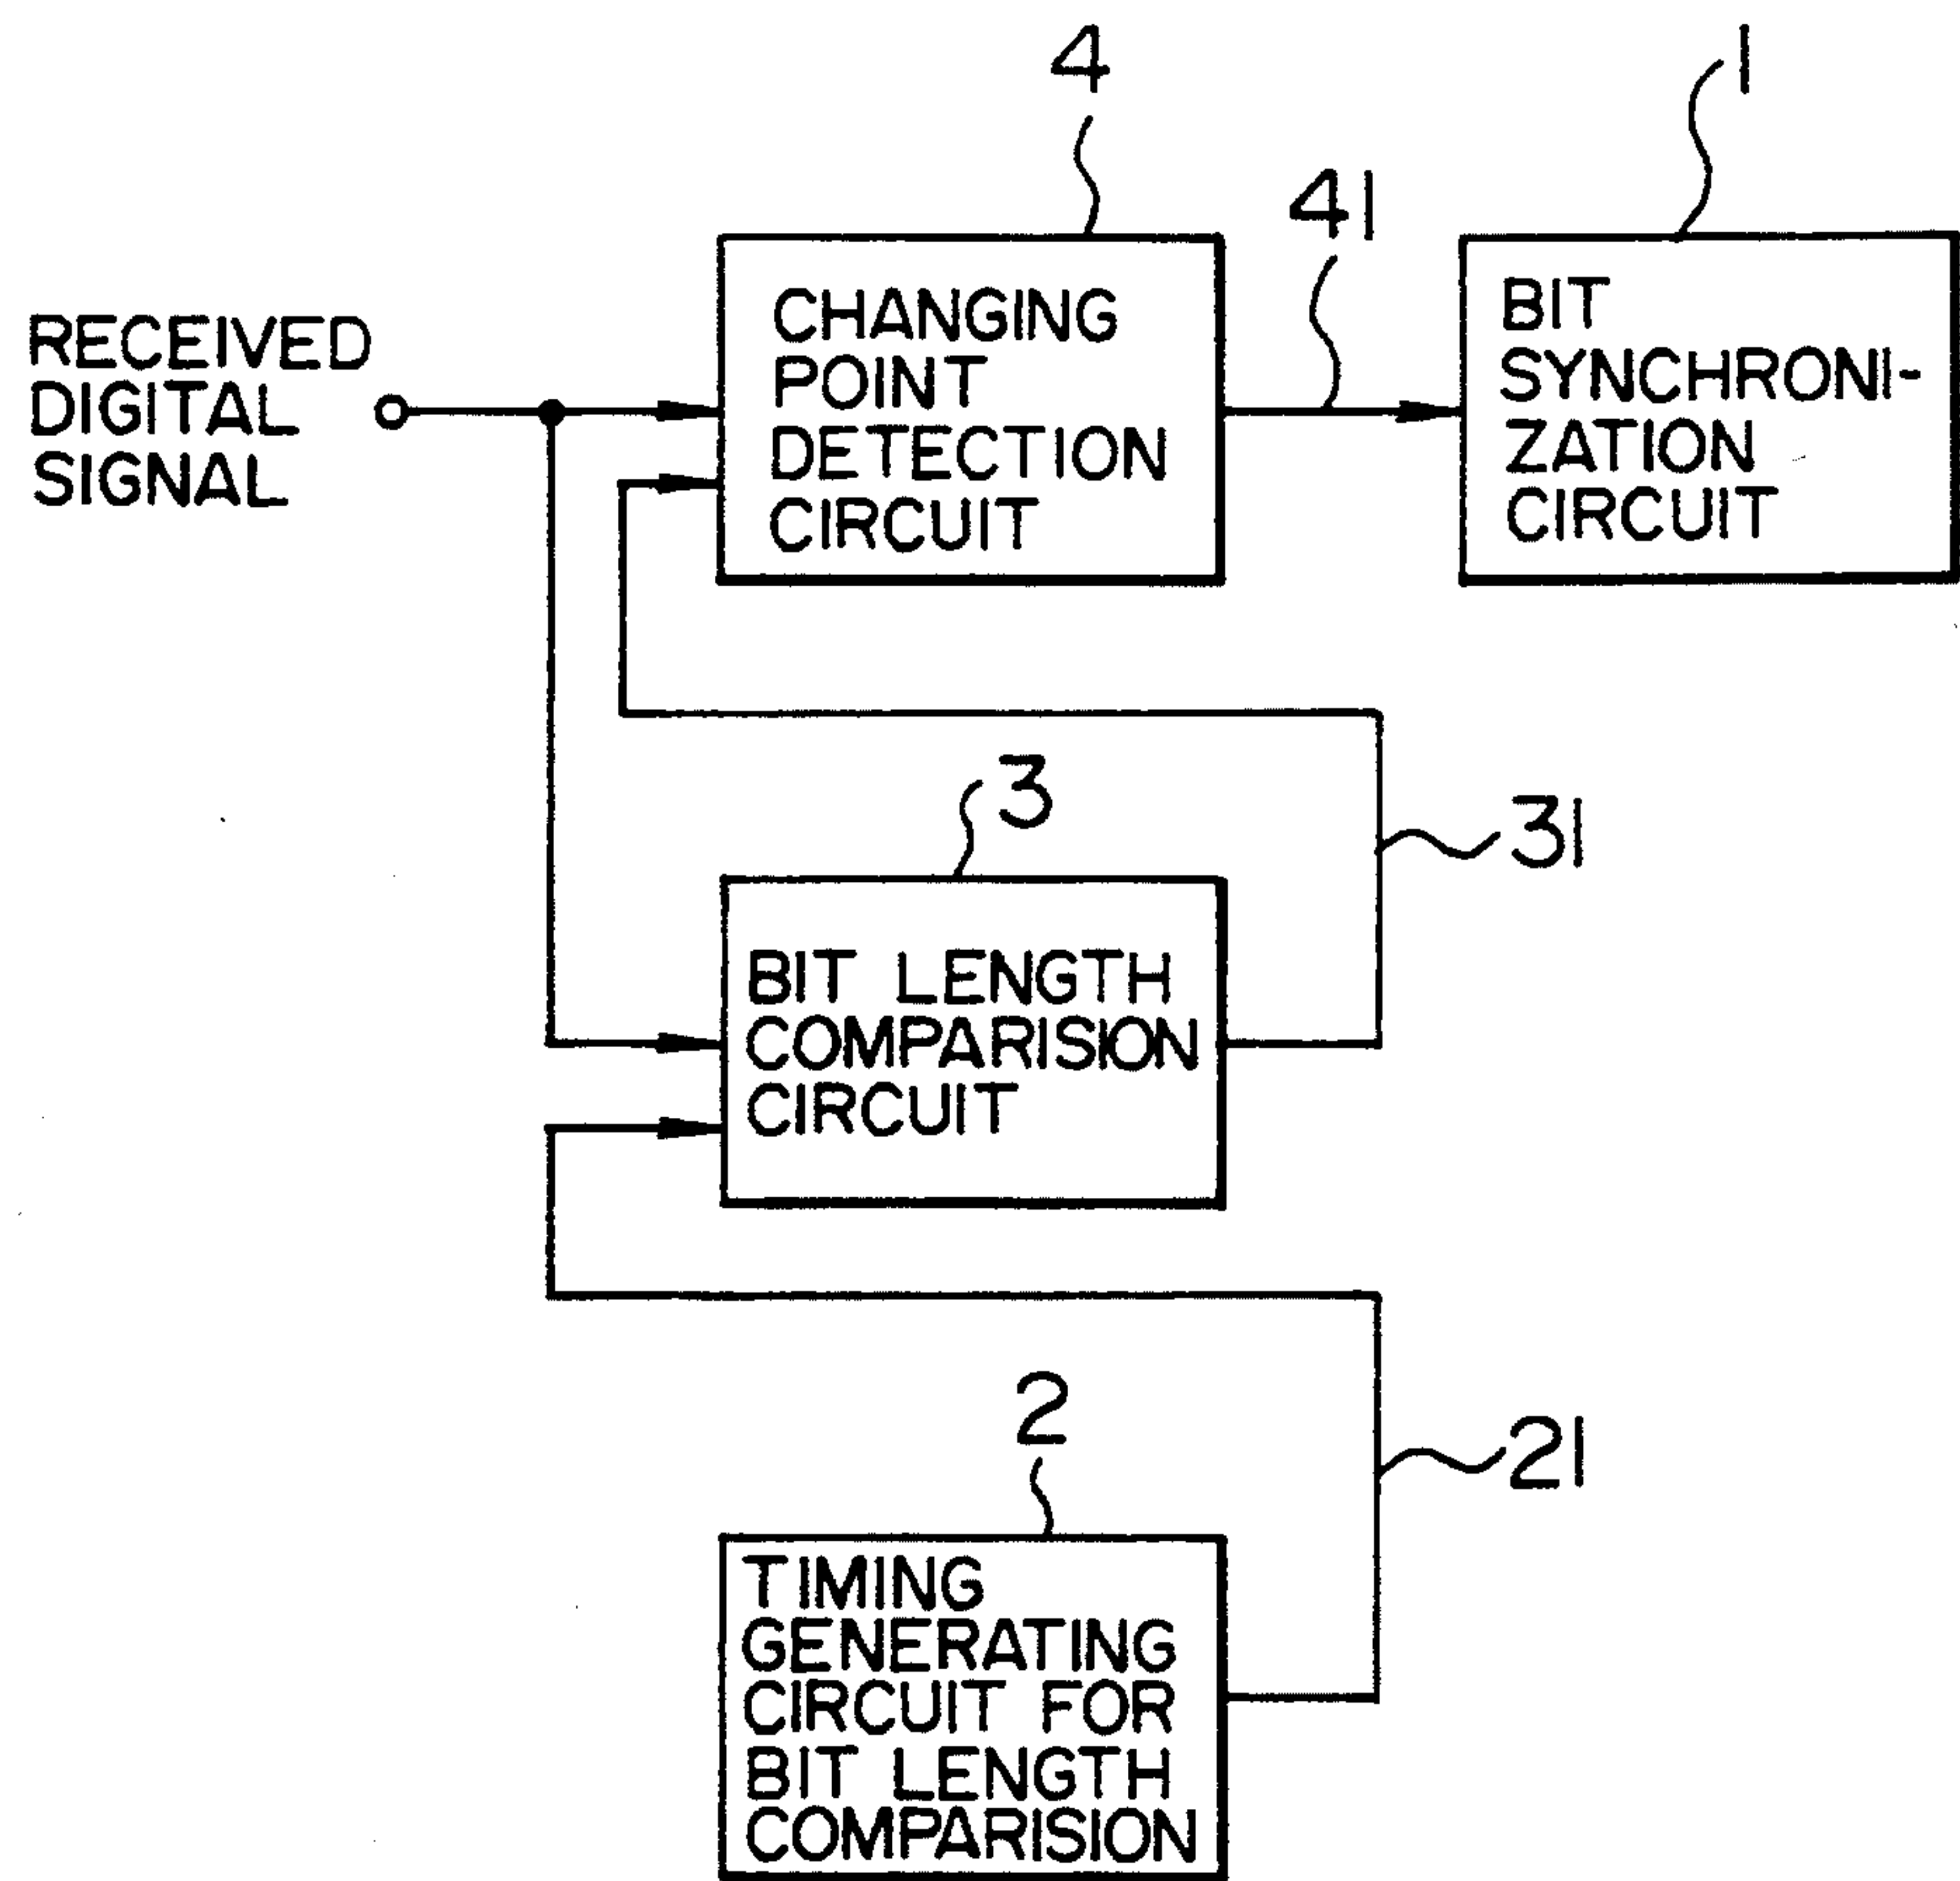 4
1
41
RECEIVED
DIGITAL
SIGNAL
CHANGING
POINT
DETECTION
CIRCUIT
BIT
SYNCHRONI-
ZATION
CIRCUIT
3
31
BIT LENGTH
COMPARISION
CIRCUIT
2
21
TIMING
GENERATING
CIRCUIT FOR
BIT LENGTH
COMPARISION